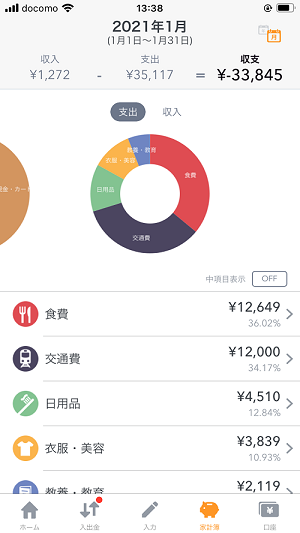 docomo 13:38
2021年1月
(1月1日〜1月31日)
月
収入 支出 収支
¥1,272 - ¥35,117 = ¥-33,845
支出 収入
教養・教育
衣服・美容
食費
日用品
交通費
中項目表示 OFF
食費 ¥12,649
36.02%
交通費 ¥12,000
34.17%
日用品 ¥4,510
12.84%
衣服・美容 ¥3,839
10.93%
教養・教育 ¥2,119
ホーム 入出金 入力 家計簿 口座